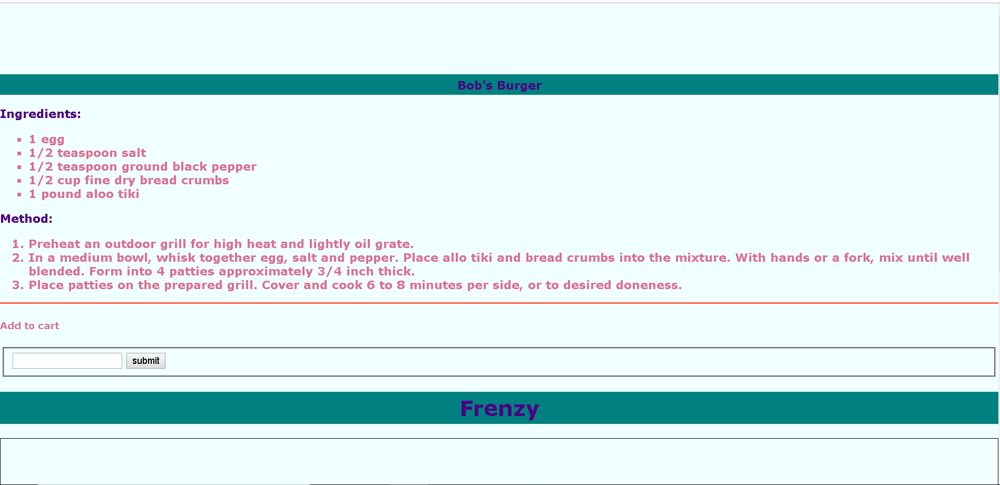 Bob's Burger
Ingredients:
1 egg
1/2 teaspoon salt
1/2 teaspoon ground black pepper
1/2 cup fine dry bread crumbs
1 pound aloo tiki
Method:
1. Preheat an outdoor grill for high heat and lightly oil grate.
2. In a medium bowl, whisk together egg, salt and pepper. Place allo tiki and bread crumbs into the mixture. With hands or a fork, mix until well
blended. Form into 4 patties approximately 3/4 inch thick.
3. Place patties on the prepared grill. Cover and cook 6 to 8 minutes per side, or to desired doneness.
Add to cart
submit
Frenzy